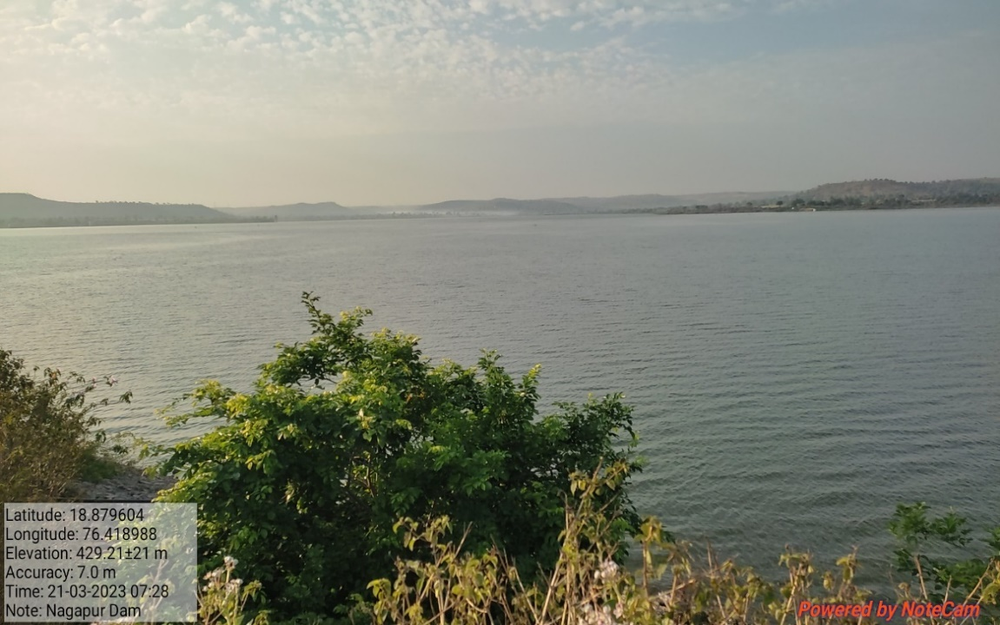 Latitude: 18.879604
Longitude: 76.418988
Elevation: 429.21±21 m
Accuracy: 7.0 m
Time: 21-03-2023 07:28
Note: Nagapur Dam
Powered by NoteCam